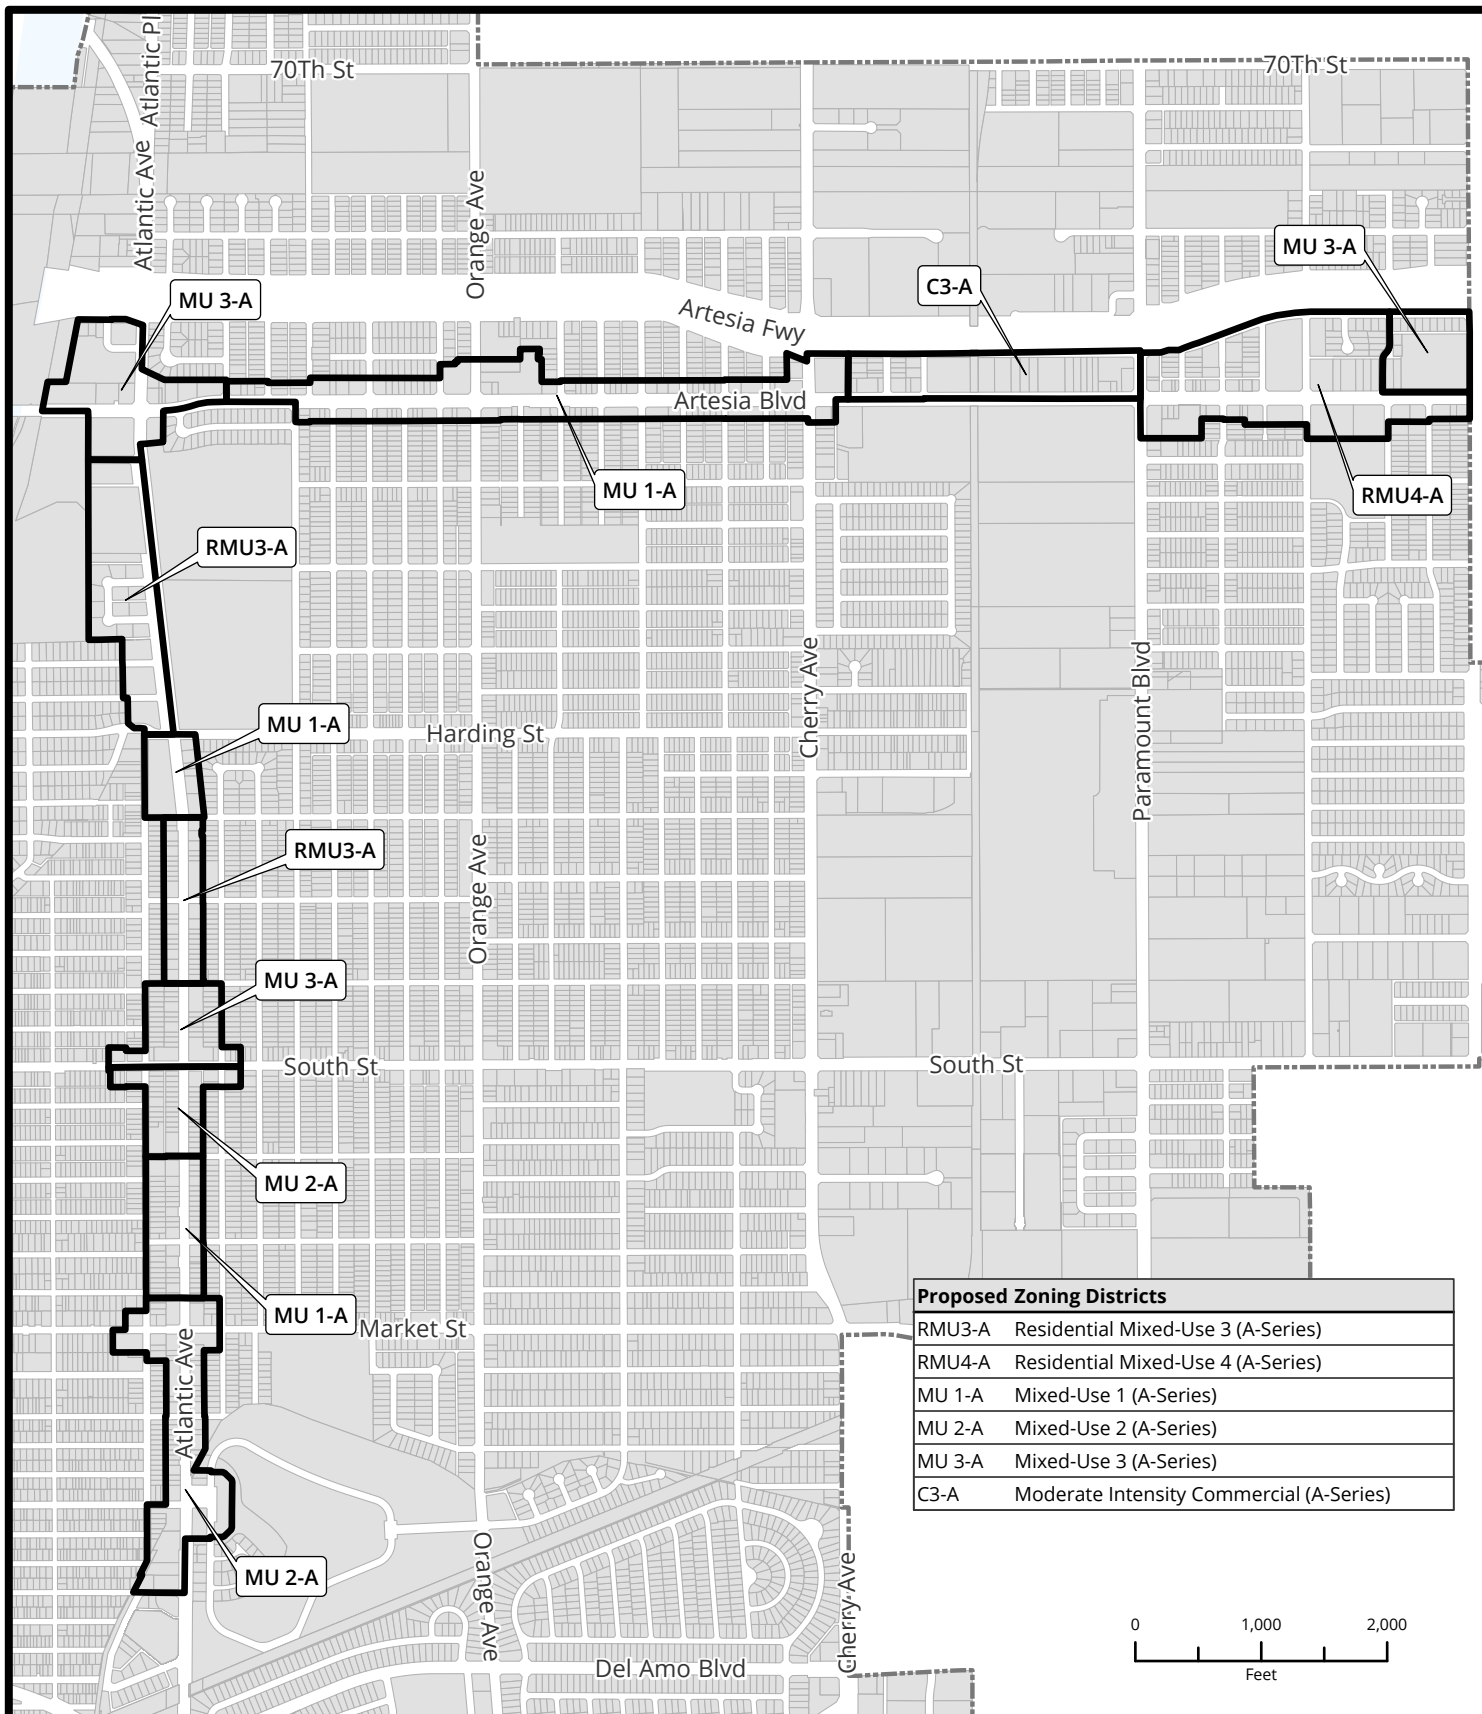 Atlantic Pl
70Th St
70Th St
Atlantic Ave
Orange Ave
MU 3-A
C3-A
MU 3-A
Artesia Fwy
Artesia Blvd
MU 1-A
RMU4-A
RMU3-A
Cherry Ave
Paramount Blvd
MU 1-A
Harding St
RMU3-A
Orange Ave
MU 3-A
South St
South St
MU 2-A
MU 1-A
Market St
Atlantic Ave
MU 2-A
Orange Ave
Cherry Ave
Del Amo Blvd
Proposed Zoning Districts
RMU3-A Residential Mixed-Use 3 (A-Series)
RMU4-A Residential Mixed-Use 4 (A-Series)
MU 1-A Mixed-Use 1 (A-Series)
MU 2-A Mixed-Use 2 (A-Series)
MU 3-A Mixed-Use 3 (A-Series)
C3-A Moderate Intensity Commercial (A-Series)
0 1,000 2,000
Feet